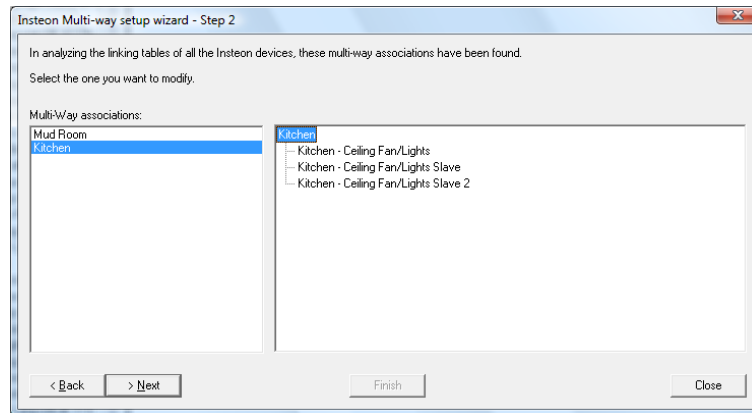 Insteon Multi-way setup wizard - Step 2
In analyzing the linking tables of all the Insteon devices, these multi-way associations have been found.
Select the one you want to modify.
Multi-Way associations:
Mud Room
Kitchen
Kitchen
Kitchen - Ceiling Fan/Lights
Kitchen - Ceiling Fan/Lights Slave
Kitchen - Ceiling Fan/Lights Slave 2
< Back
> Next
Finish
Close